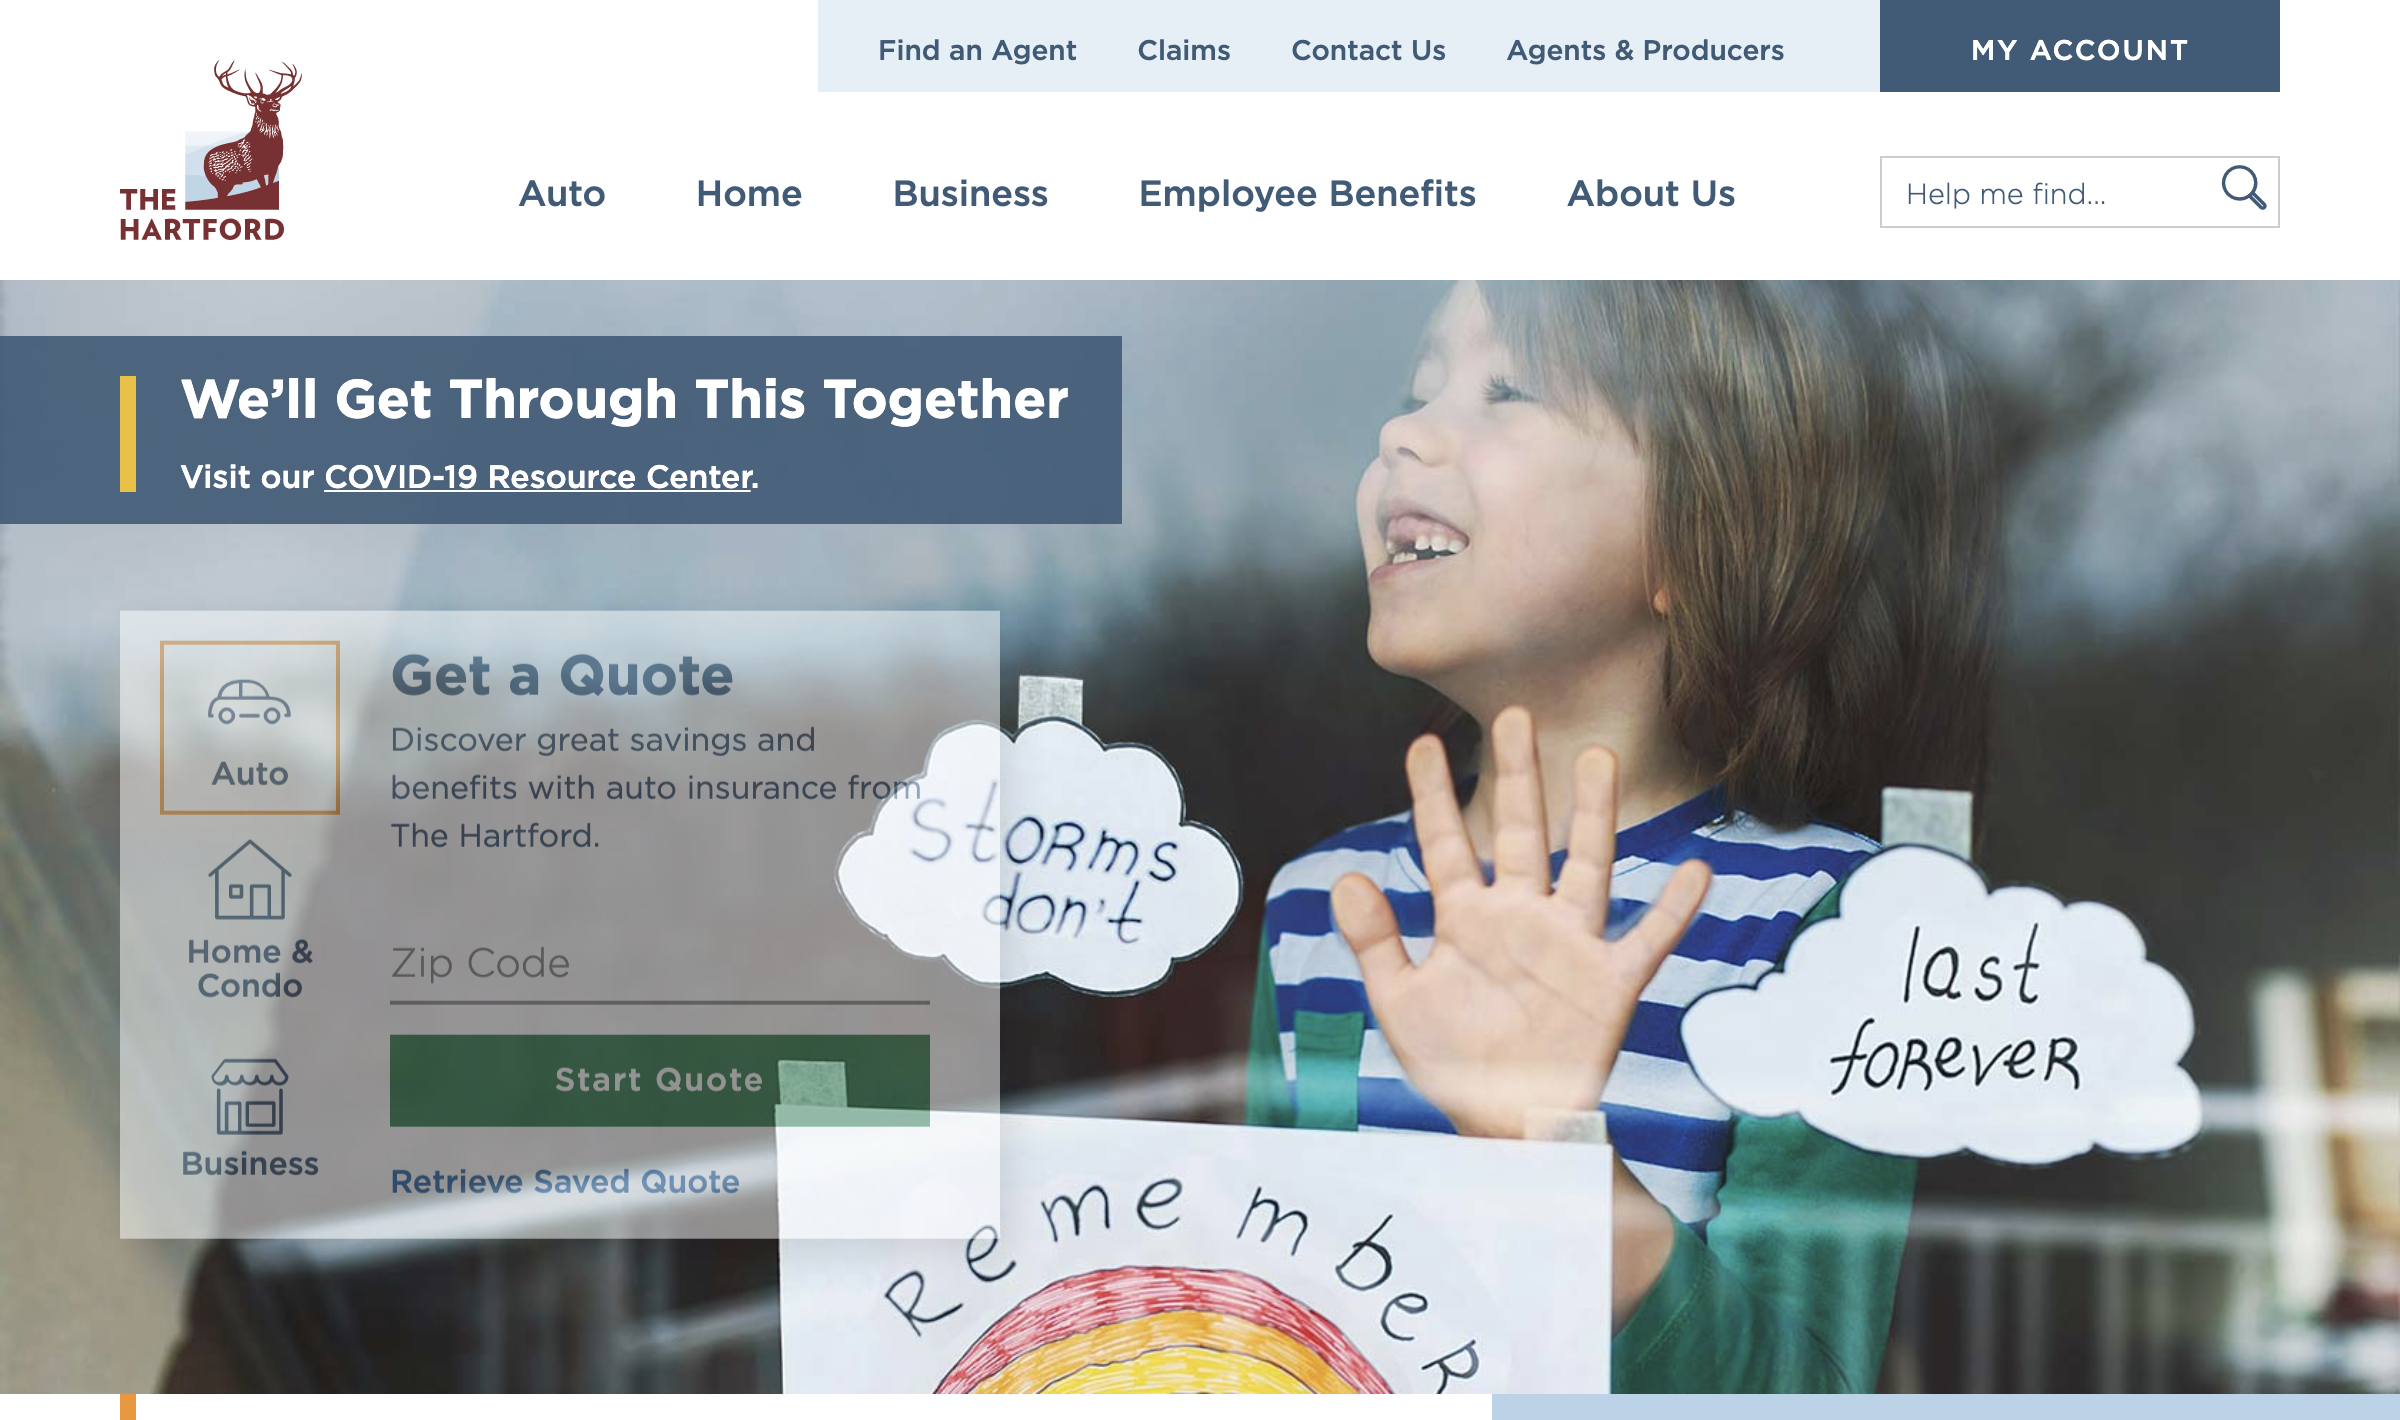 Find an Agent
Claims
Contact Us
Agents & Producers
MY ACCOUNT
THE
HARTFORD
Auto
Home
Business
Employee Benefits
About Us
Help me find...
We'll Get Through This Together
Visit our COVID-19 Resource Center.
Auto
Home &
Condo
Business
Get a Quote
Discover great savings and
benefits with auto insurance from
The Hartford.
Zip Code
Start Quote
Retrieve Saved Quote
stORms
don't
last
foReveR
RemembeR